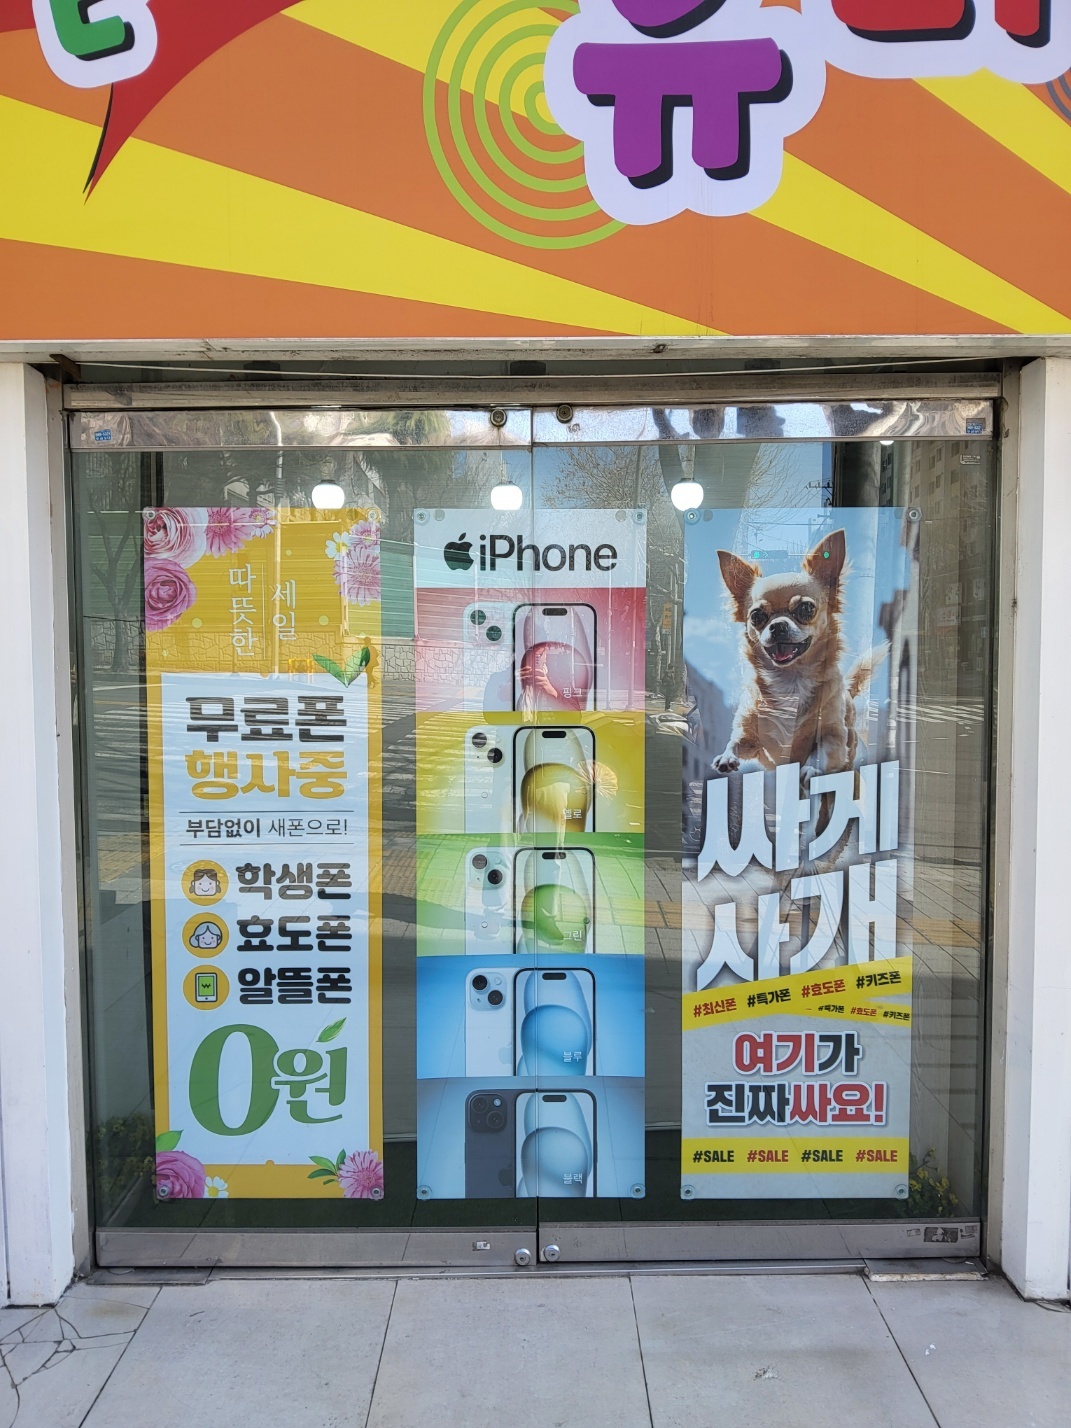 유
따뜻한
세일
무료폰
행사중
부담없이 새폰으로!
학생폰
효도폰
알뜰폰
0원
iPhone
핑크
옐로
그린
블루
블랙
싸게
사개
#최신폰 #특가폰 #효도폰 #키즈폰
#특가폰 #효도폰 #키즈폰
여기가
진짜싸요!
#SALE #SALE #SALE #SALE